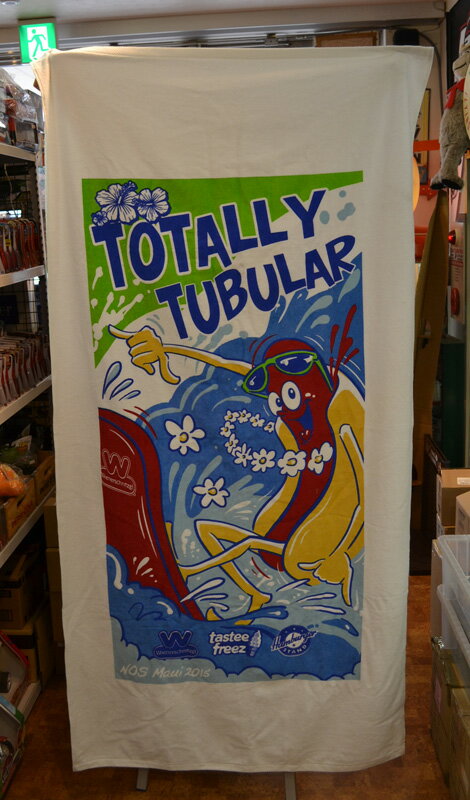 TOTALLY
TUBULAR
W
Wienerschnitzel
W
Wienerschnitzel
tastee
freez
Hamburger
STAND
NOS Maui 2015